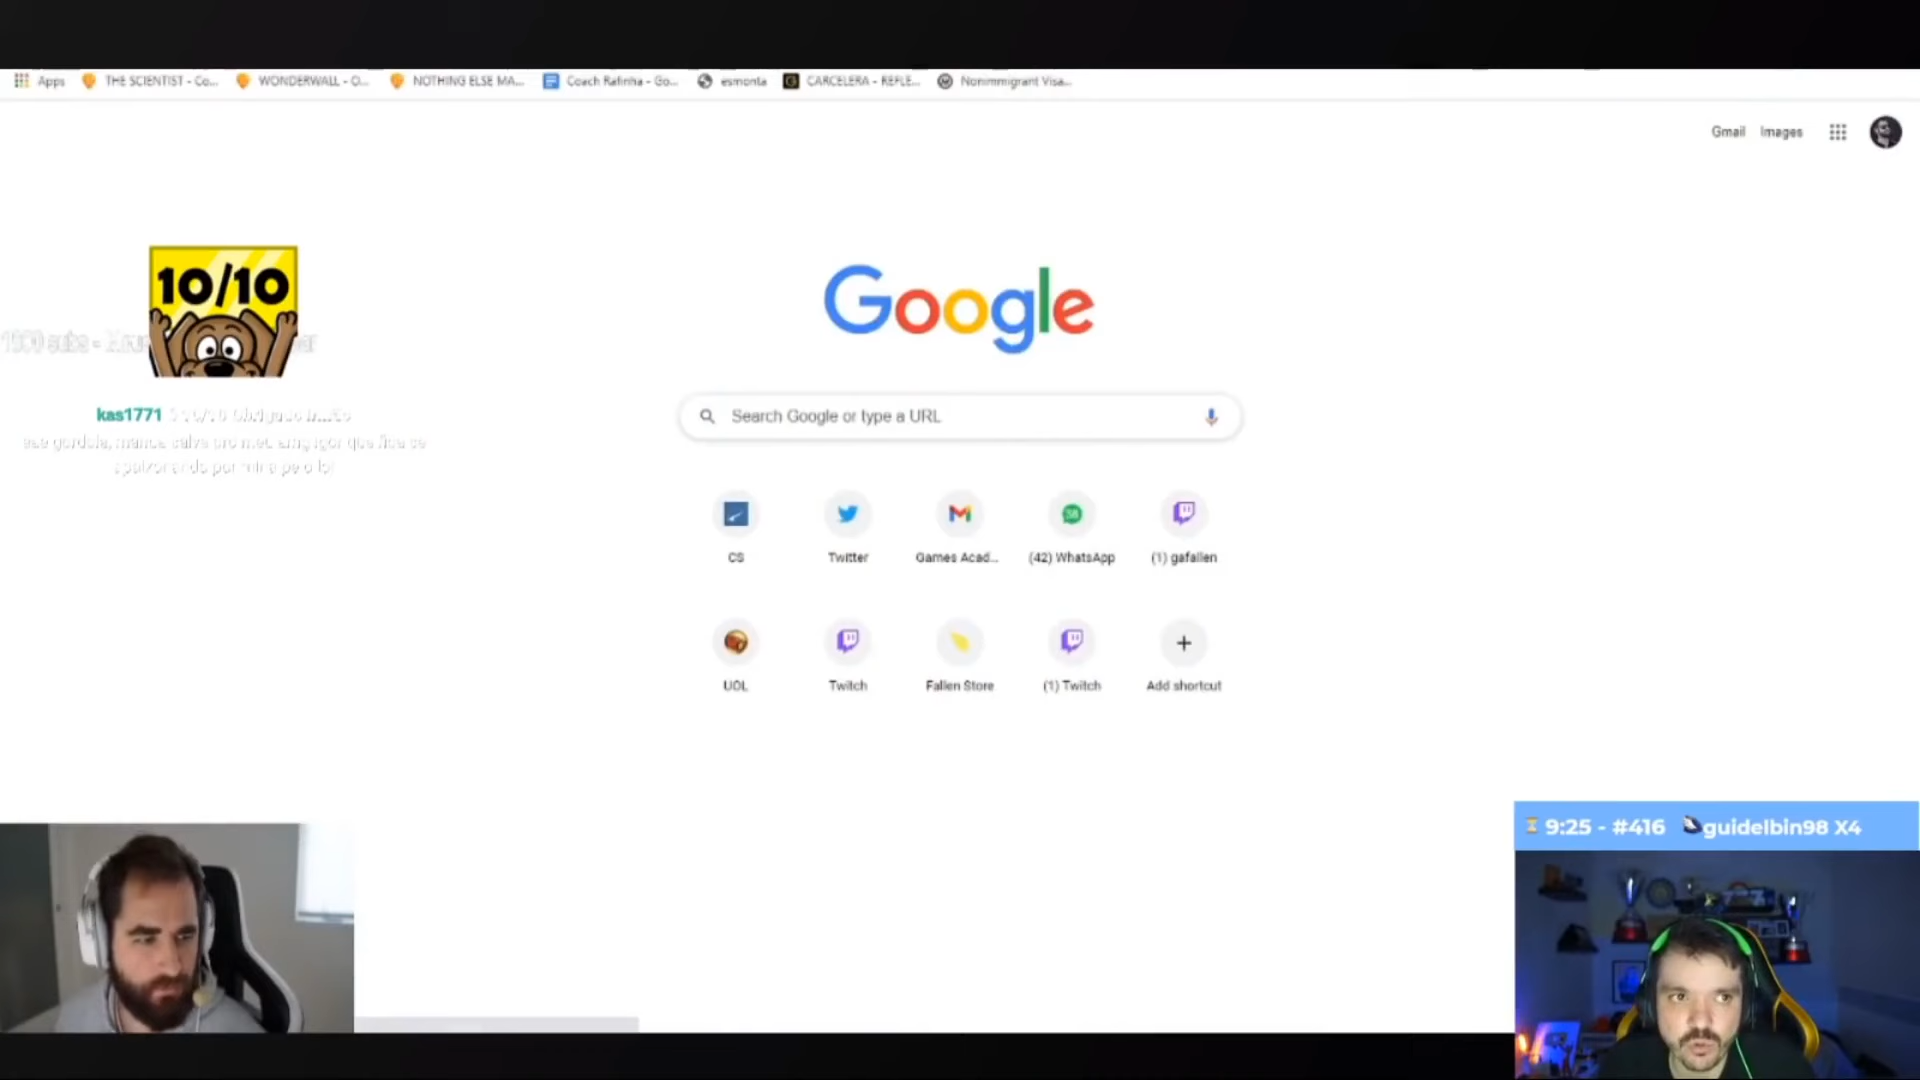 Apps THE SCIENTIST - Co... WONDERWALL - O... NOTHING ELSE MA... Coach Rafinha - Go... esmonta CARCELERA - REFLE... Nonimmigrant Visa...
Gmail Images
10/10
Google
1000 subs -
Search Google or type a URL
kas1771
CS Twitter Games Acad... (42) WhatsApp (1) gafallen
UOL Twitch Fallen Store (1) Twitch Add shortcut
9:25 - #416 guidelbin98 X4